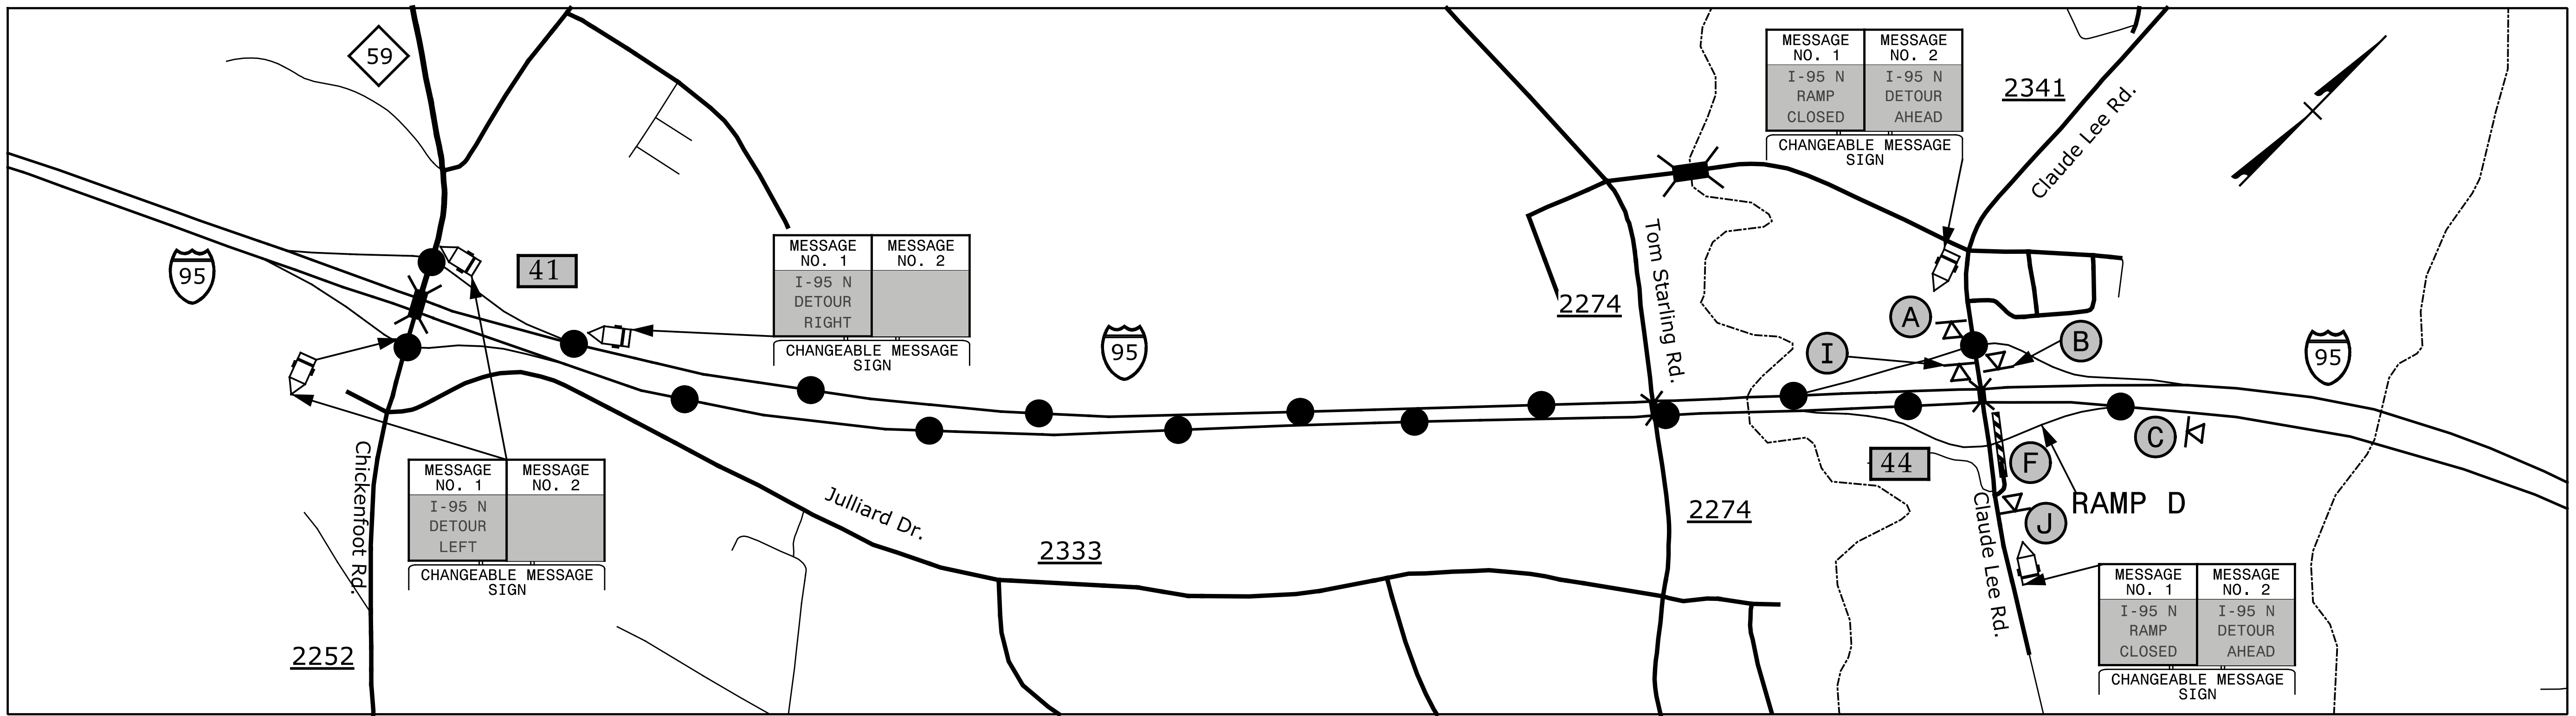 59
95
41
MESSAGE
NO. 1
MESSAGE
NO. 2
I-95 N
DETOUR
RIGHT
CHANGEABLE MESSAGE
SIGN
MESSAGE
NO. 1
MESSAGE
NO. 2
I-95 N
DETOUR
LEFT
CHANGEABLE MESSAGE
SIGN
Chickenfoot Rd.
2252
Julliard Dr.
2333
95
2274
Tom Starling Rd.
2274
MESSAGE
NO. 1
MESSAGE
NO. 2
I-95 N
RAMP
CLOSED
I-95 N
DETOUR
AHEAD
CHANGEABLE MESSAGE
SIGN
2341
Claude Lee Rd.
A
I
B
95
C
44
F
RAMP D
J
Claude Lee Rd.
MESSAGE
NO. 1
MESSAGE
NO. 2
I-95 N
RAMP
CLOSED
I-95 N
DETOUR
AHEAD
CHANGEABLE MESSAGE
SIGN